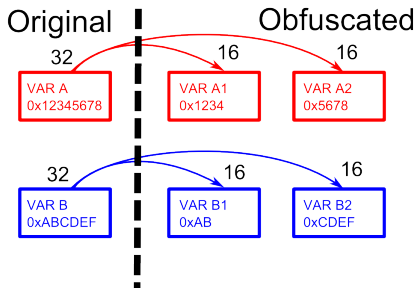 Original
Obfuscated
32
16
16
VAR A
0x12345678
VAR A1
0x1234
VAR A2
0x5678
32
16
16
VAR B
0xABCDEF
VAR B1
0xAB
VAR B2
0xCDEF